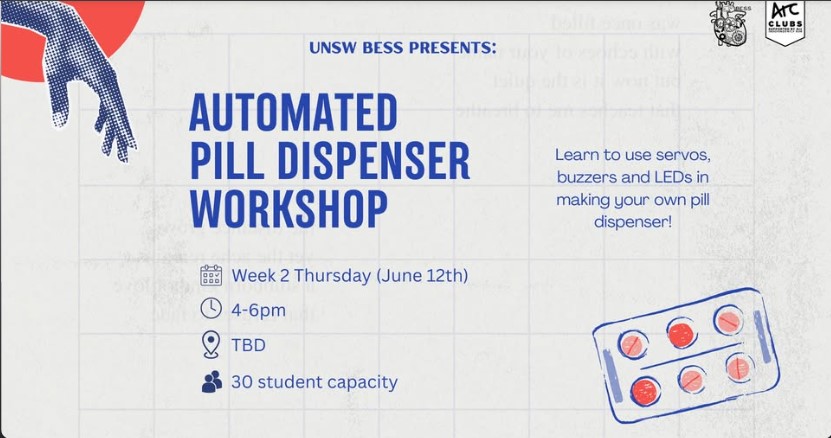 BESS
ARC
CLUBS
UNSW BESS PRESENTS:
AUTOMATED
PILL DISPENSER
WORKSHOP
Learn to use servos,
buzzers and LEDs in
making your own pill
dispenser!
Week 2 Thursday (June 12th)
4-6pm
TBD
30 student capacity